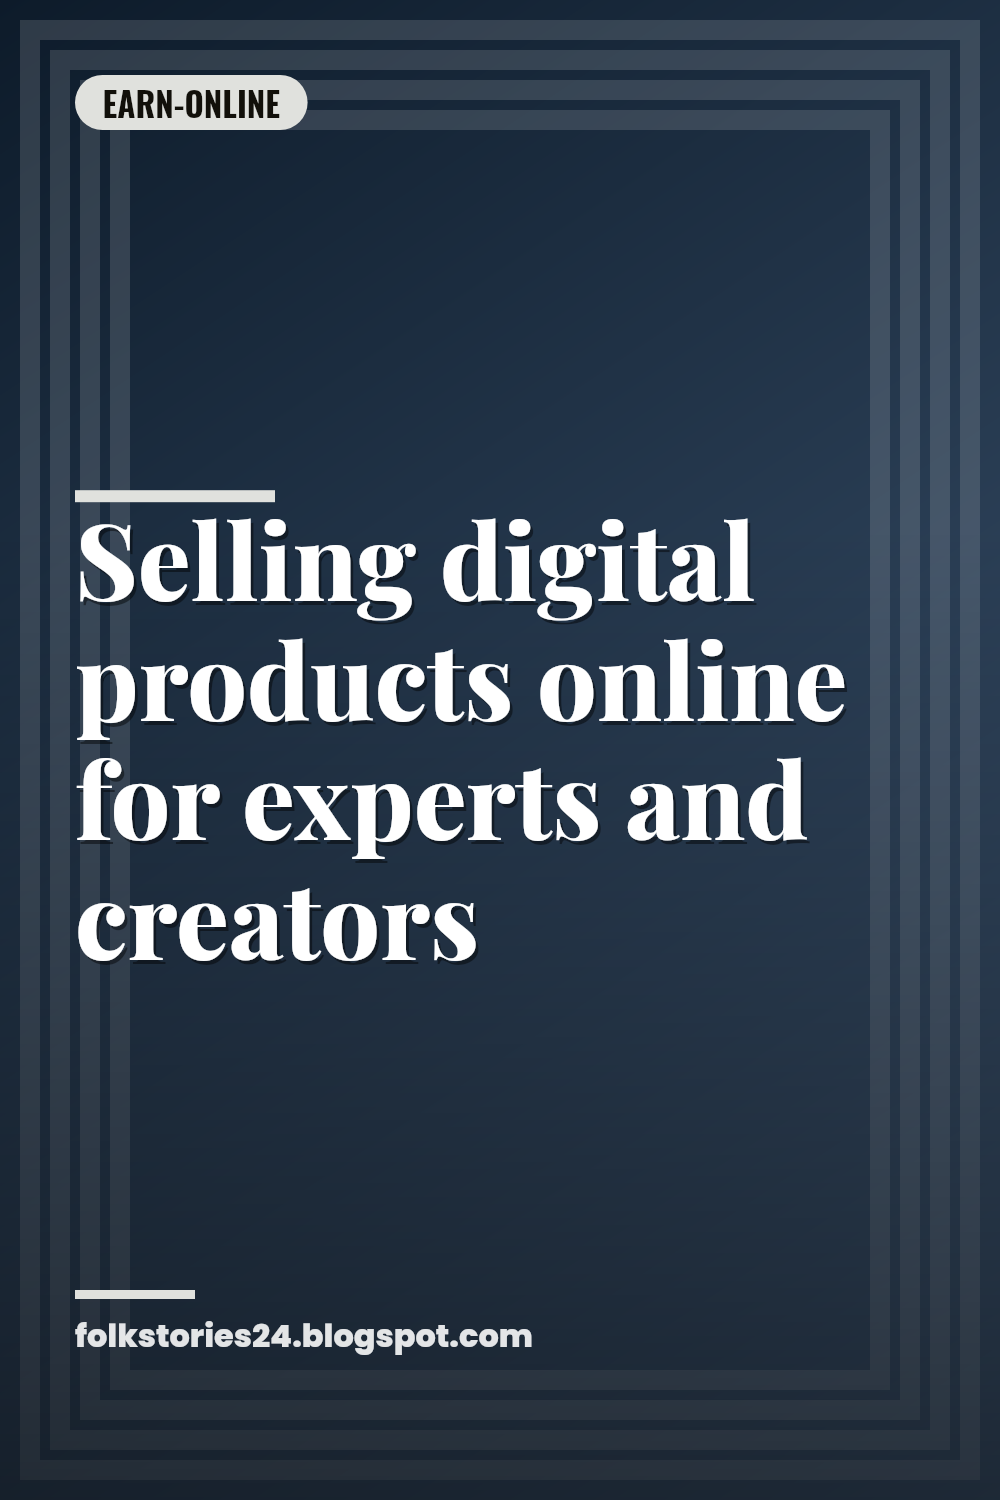 EARN-ONLINE
Selling digital
products online
for experts and
creators
folkstories24.blogspot.com